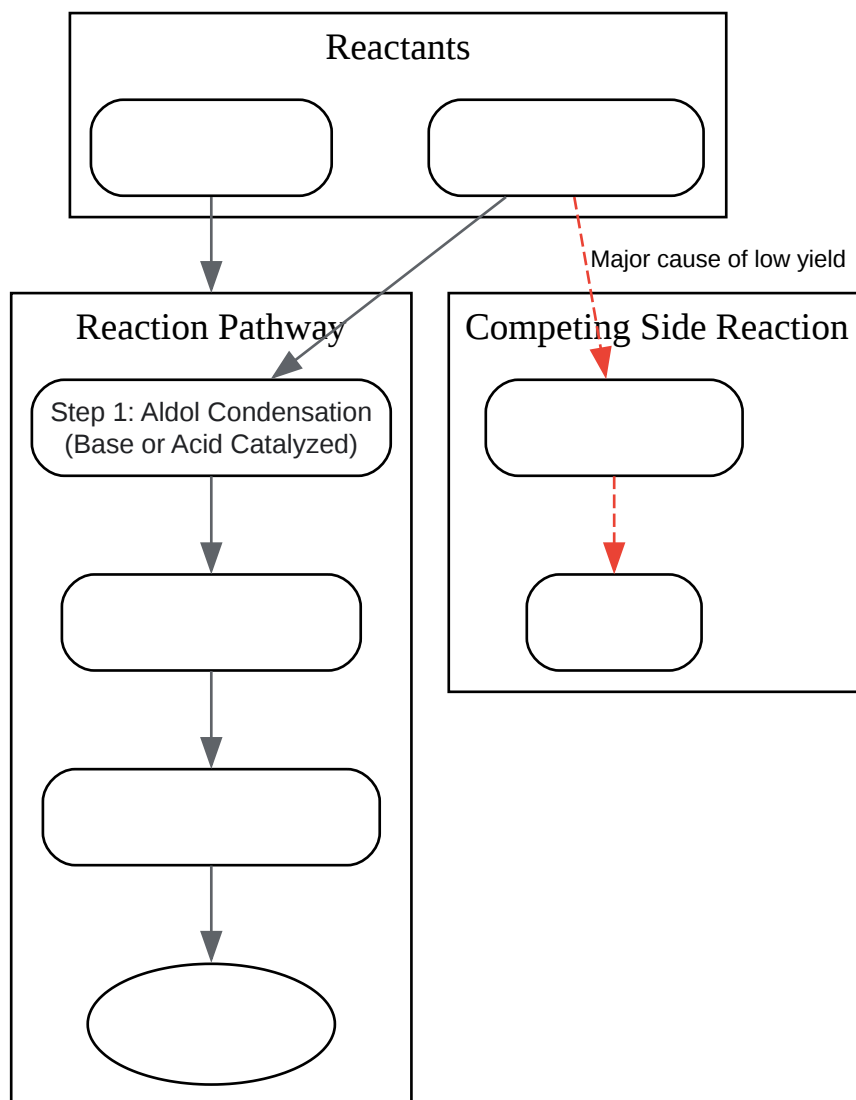 Reactants
Major cause of low yield
Reaction Pathway
Competing Side Reaction
Step 1: Aldol Condensation
(Base or Acid Catalyzed)